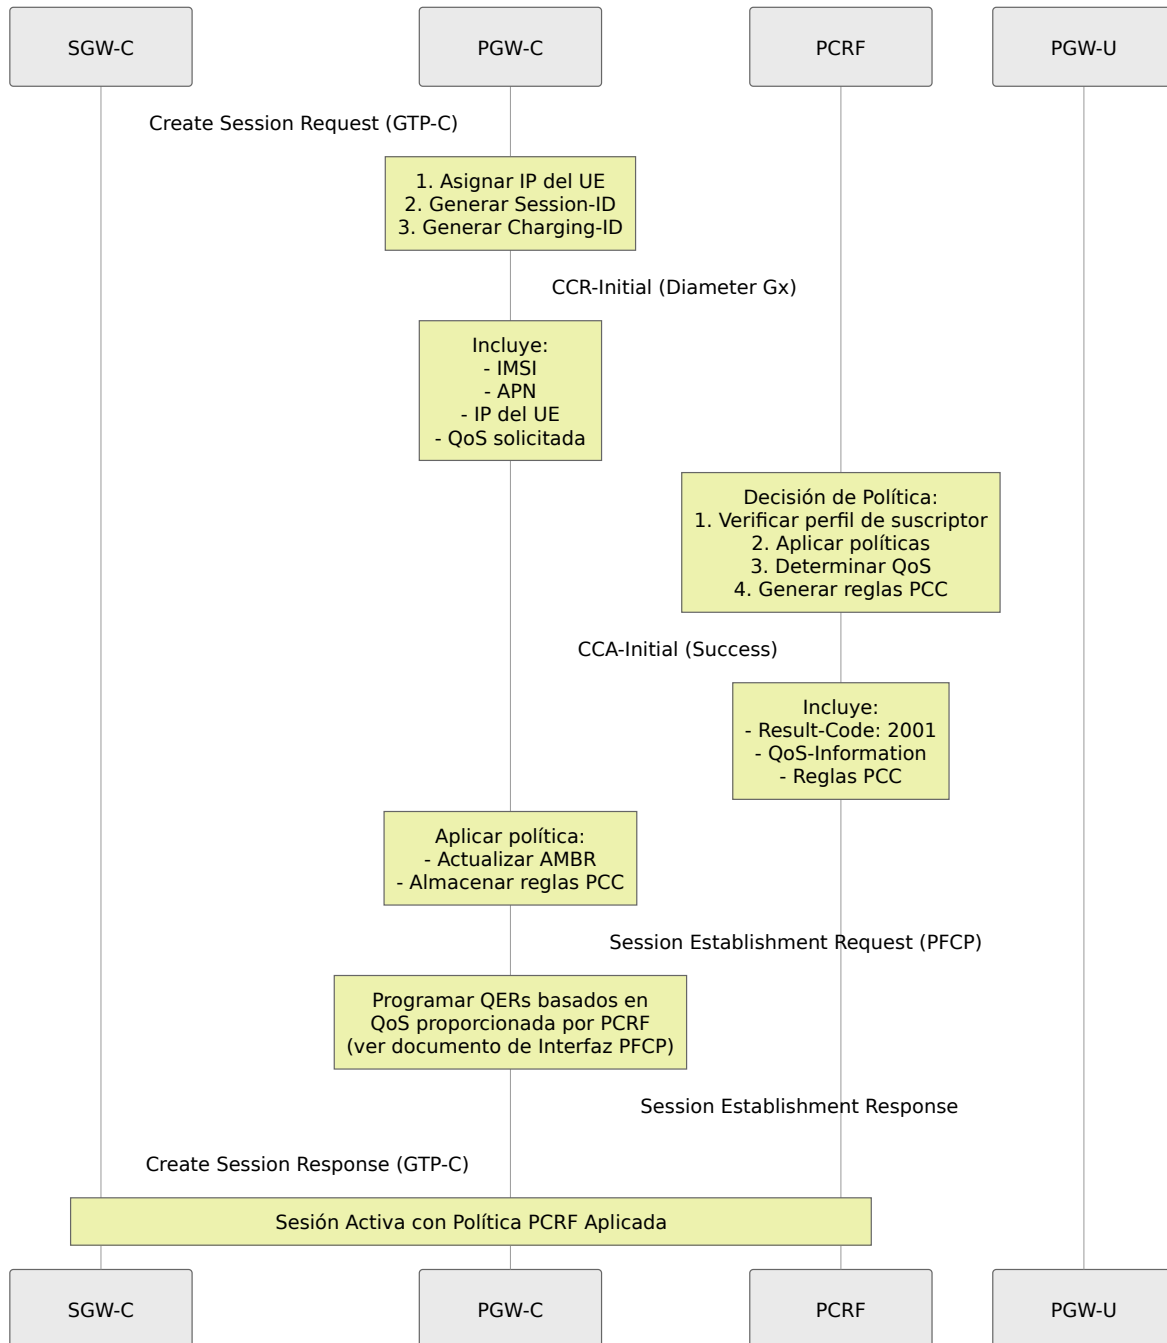 SGW-C
PGW-C
PCRF
PGW-U
Create Session Request (GTP-C)
1. Asignar IP del UE
2. Generar Session-ID
3. Generar Charging-ID
CCR-Initial (Diameter Gx)
Incluye:
- IMSI
- APN
- IP del UE
- QoS solicitada
Decisión de Política:
1. Verificar perfil de suscriptor
2. Aplicar políticas
3. Determinar QoS
4. Generar reglas PCC
CCA-Initial (Success)
Incluye:
- Result-Code: 2001
- QoS-Information
- Reglas PCC
Aplicar política:
- Actualizar AMBR
- Almacenar reglas PCC
Session Establishment Request (PFCP)
Programar QERs basados en
QoS proporcionada por PCRF
(ver documento de Interfaz PFCP)
Session Establishment Response
Create Session Response (GTP-C)
Sesión Activa con Política PCRF Aplicada
SGW-C
PGW-C
PCRF
PGW-U